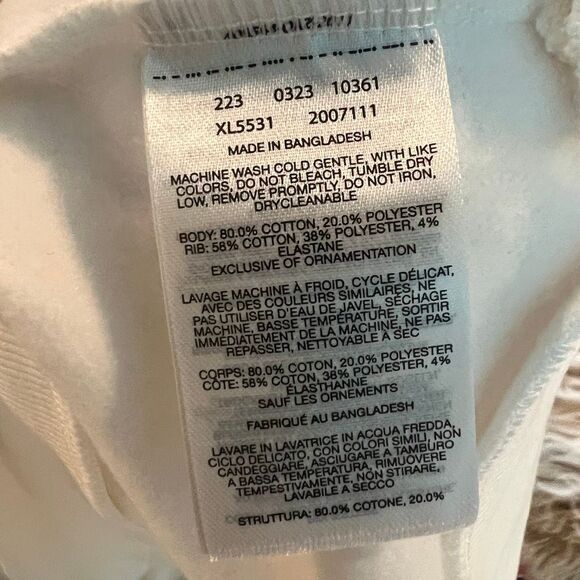 223 0323 10361
XL5531 2007111
MADE IN BANGLADESH
MACHINE WASH COLD GENTLE, WITH LIKE
COLORS, DO NOT BLEACH, TUMBLE DRY
LOW, REMOVE PROMPTLY, DO NOT IRON,
DRYCLEANABLE
BODY: 80.0% COTTON, 20.0% POLYESTER
RIB: 58% COTTON, 38% POLYESTER, 4%
ELASTANE
EXCLUSIVE OF ORNAMENTATION
LAVAGE MACHINE À FROID, CYCLE DÉLICAT,
AVEC DES COULEURS SIMILAIRES, NE
PAS UTILISER D'EAU DE JAVEL, SÉCHAGE
MACHINE, BASSE TEMPÉRATURE, SORTIR
IMMÉDIATEMENT DE LA MACHINE, NE PAS
REPASSER, NETTOYABLE À SEC
CORPS: 80.0% COTON, 20.0% POLYESTER
CÔTE: 58% COTON, 38% POLYESTER, 4%
ÉLASTHANNE
SAUF LES ORNEMENTS
FABRIQUÉ AU BANGLADESH
LAVARE IN LAVATRICE IN ACQUA FREDDA,
CICLO DELICATO, CON COLORI SIMILI, NON
CANDEGGIARE, ASCIUGARE A TAMBURO
A BASSA TEMPERATURA, RIMUOVERE
TEMPESTIVAMENTE, NON STIRARE,
LAVABILE A SECCO
STRUTTURA: 80.0% COTONE, 20.0%